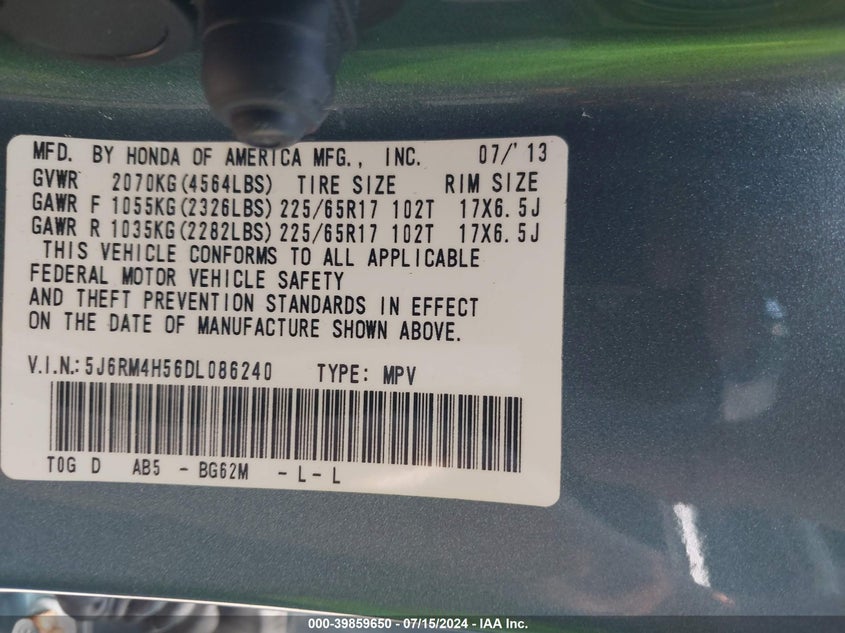 MFD. BY HONDA OF AMERICA MFG., INC. 07/'13
GVWR 2070KG(4564LBS) TIRE SIZE RIM SIZE
GAWR F 1055KG(2326LBS) 225/65R17 102T 17X6.5J
GAWR R 1035KG(2282LBS) 225/65R17 102T 17X6.5J
THIS VEHICLE CONFORMS TO ALL APPLICABLE
FEDERAL MOTOR VEHICLE SAFETY
AND THEFT PREVENTION STANDARDS IN EFFECT
ON THE DATE OF MANUFACTURE SHOWN ABOVE.
V.I.N.: 5J6RM4H56DL086240 TYPE: MPV
T0G D AB5 - BG62M - L - L
000-39859650 - 07/15/2024 - IAA Inc.